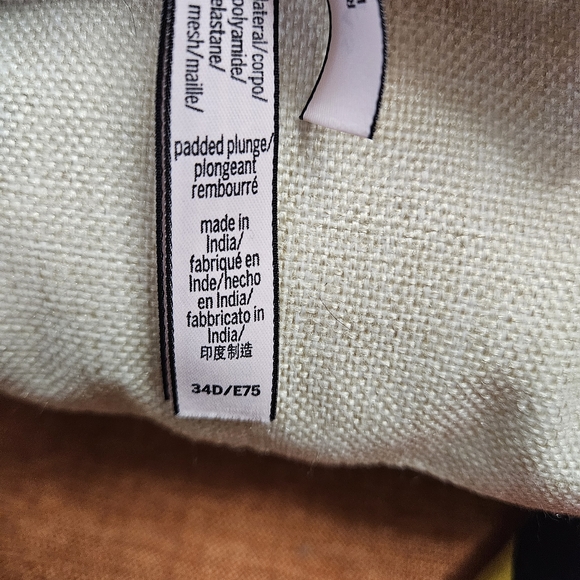 lateral/corpo/
polyamide/
elastane/
mesh/maille/
padded plunge/
plongeant
rembourré
made in
India/
fabriqué en
Inde/hecho
en India/
fabbricato in
India/
印度制造
34D/E75